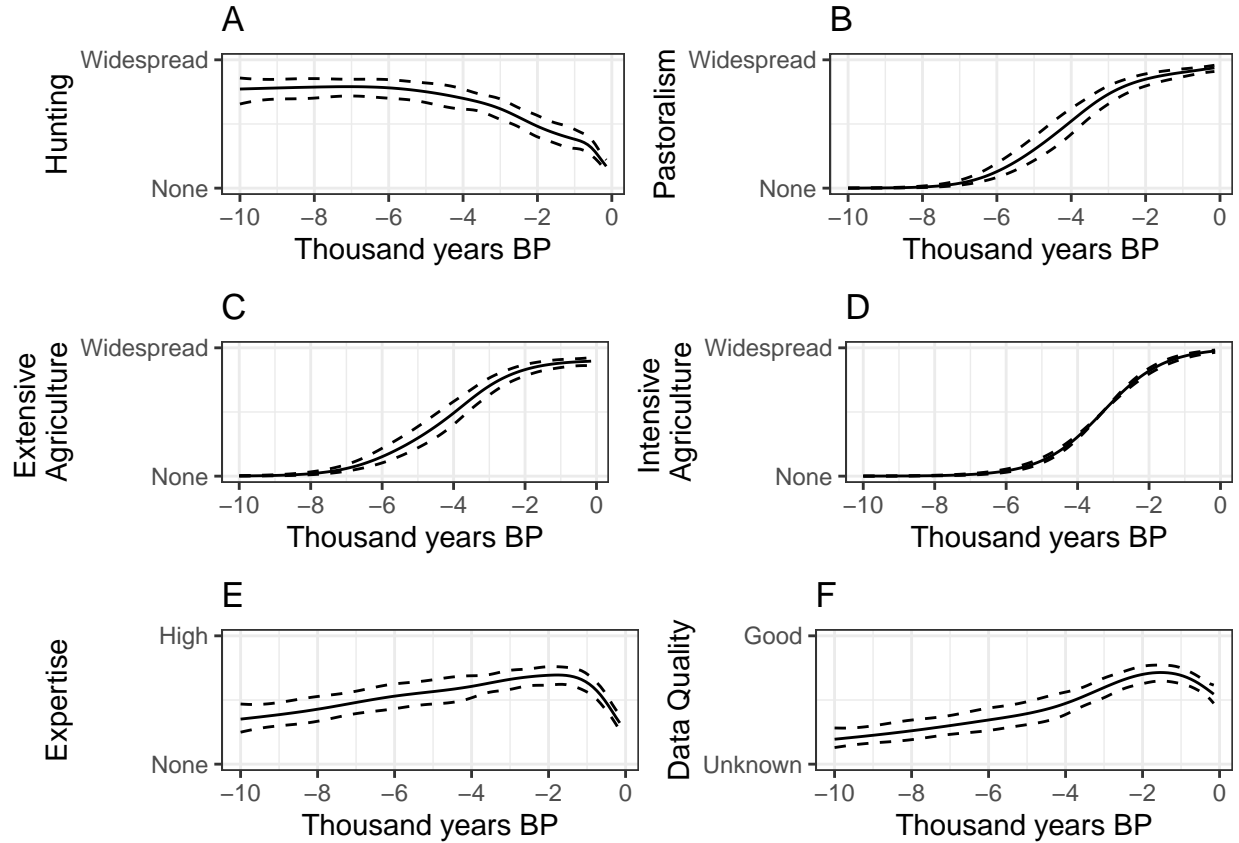 A
Hunting
Widespread
None
−10 −8 −6 −4 −2 0
Thousand years BP
B
Pastoralism
Widespread
None
−10 −8 −6 −4 −2 0
Thousand years BP
C
Extensive
Agriculture
Widespread
None
−10 −8 −6 −4 −2 0
Thousand years BP
D
Intensive
Agriculture
Widespread
None
−10 −8 −6 −4 −2 0
Thousand years BP
E
Expertise
High
None
−10 −8 −6 −4 −2 0
Thousand years BP
F
Data Quality
Good
Unknown
−10 −8 −6 −4 −2 0
Thousand years BP